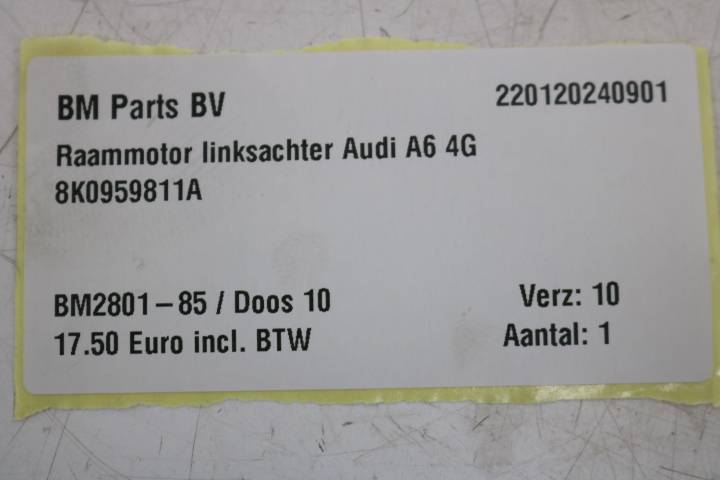 BM Parts BV 220120240901
Raammotor linksachter Audi A6 4G
8K0959811A
BM2801-85 / Doos 10 Verz: 10
17.50 Euro incl. BTW Aantal: 1